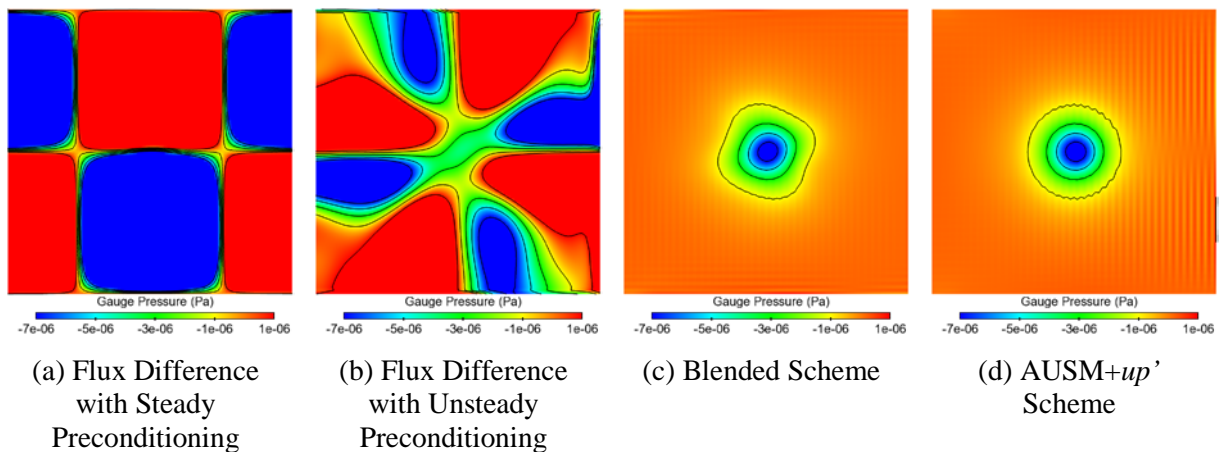 Gauge Pressure (Pa)
-7e-06 -5e-06 -3e-06 -1e-06 1e-06
Gauge Pressure (Pa)
-7e-06 -5e-06 -3e-06 -1e-06 1e-06
Gauge Pressure (Pa)
-7e-06 -5e-06 -3e-06 -1e-06 1e-06
Gauge Pressure (Pa)
-7e-06 -5e-06 -3e-06 -1e-06 1e-06
(a) Flux Difference
with Steady
Preconditioning
(b) Flux Difference
with Unsteady
Preconditioning
(c) Blended Scheme
(d) AUSM+up’
Scheme